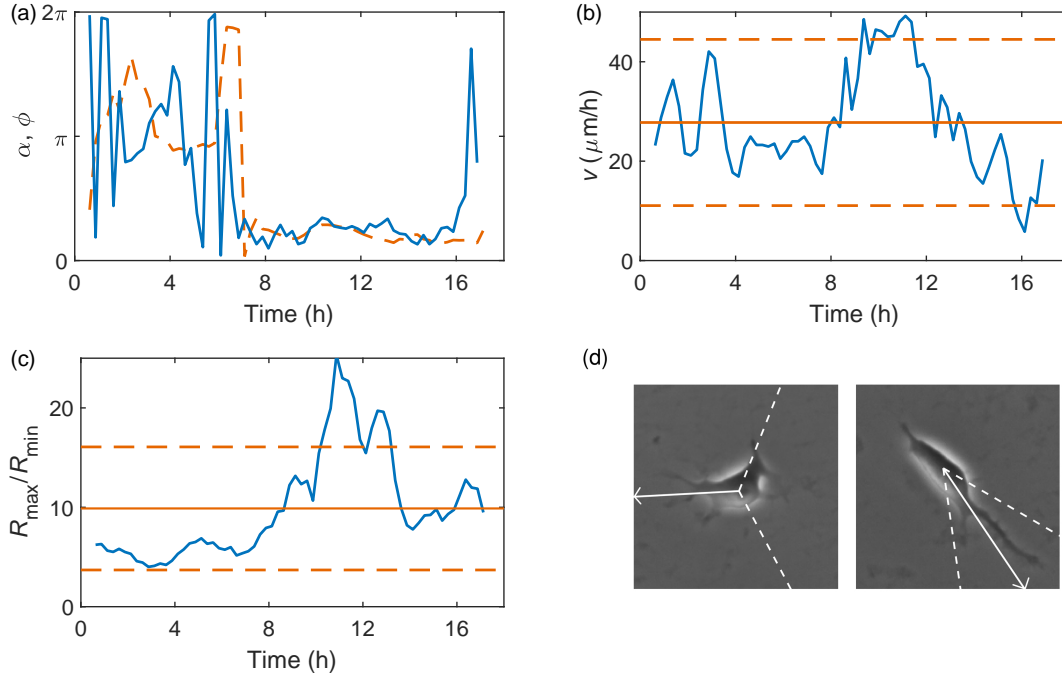 (a)
2π
π
0
α, ϕ
0
4
8
12
16
Time (h)
(b)
40
20
0
v (μm/h)
0
4
8
12
16
Time (h)
(c)
20
10
0
R_max/R_min
0
4
8
12
16
Time (h)
(d)